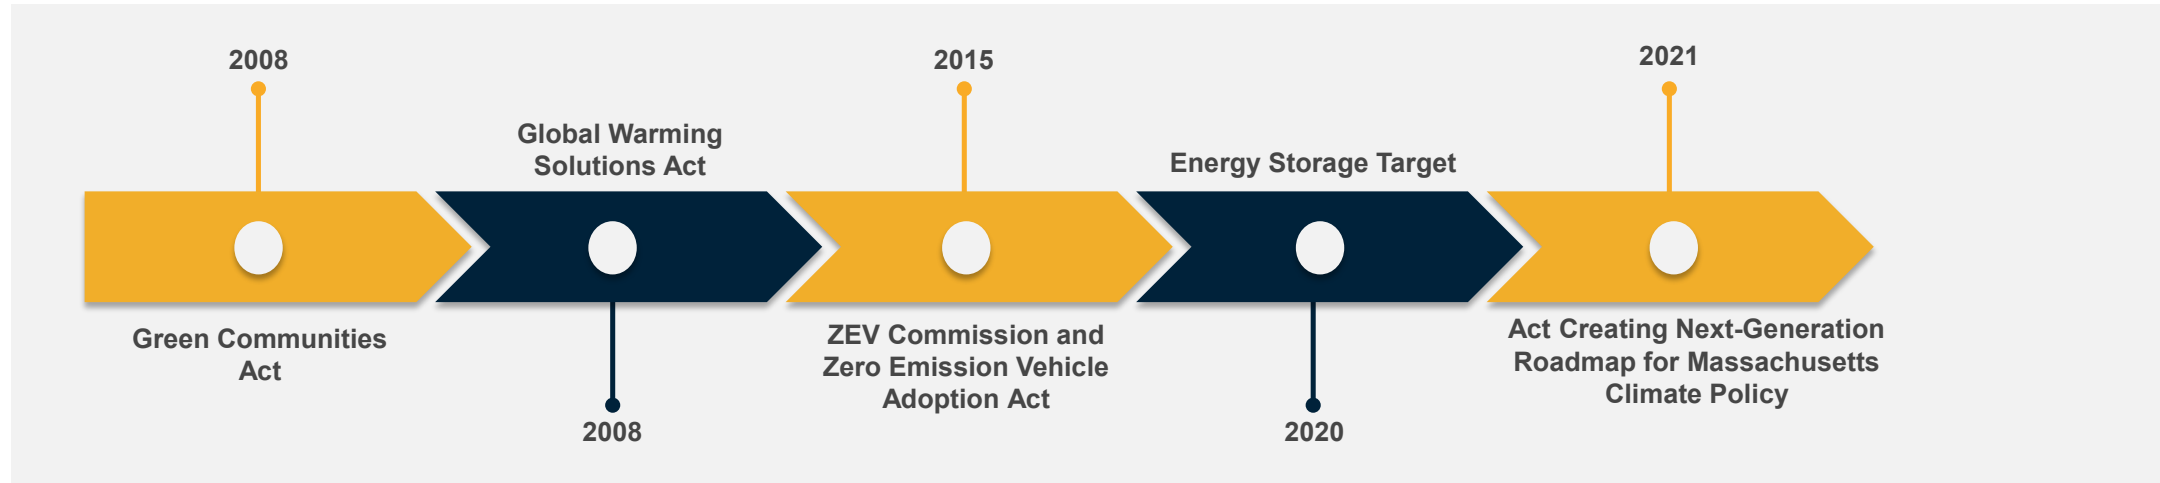 2008
Green Communities
Act
Global Warming
Solutions Act
2008
2015
ZEV Commission and
Zero Emission Vehicle
Adoption Act
Energy Storage Target
2020
2021
Act Creating Next-Generation
Roadmap for Massachusetts
Climate Policy